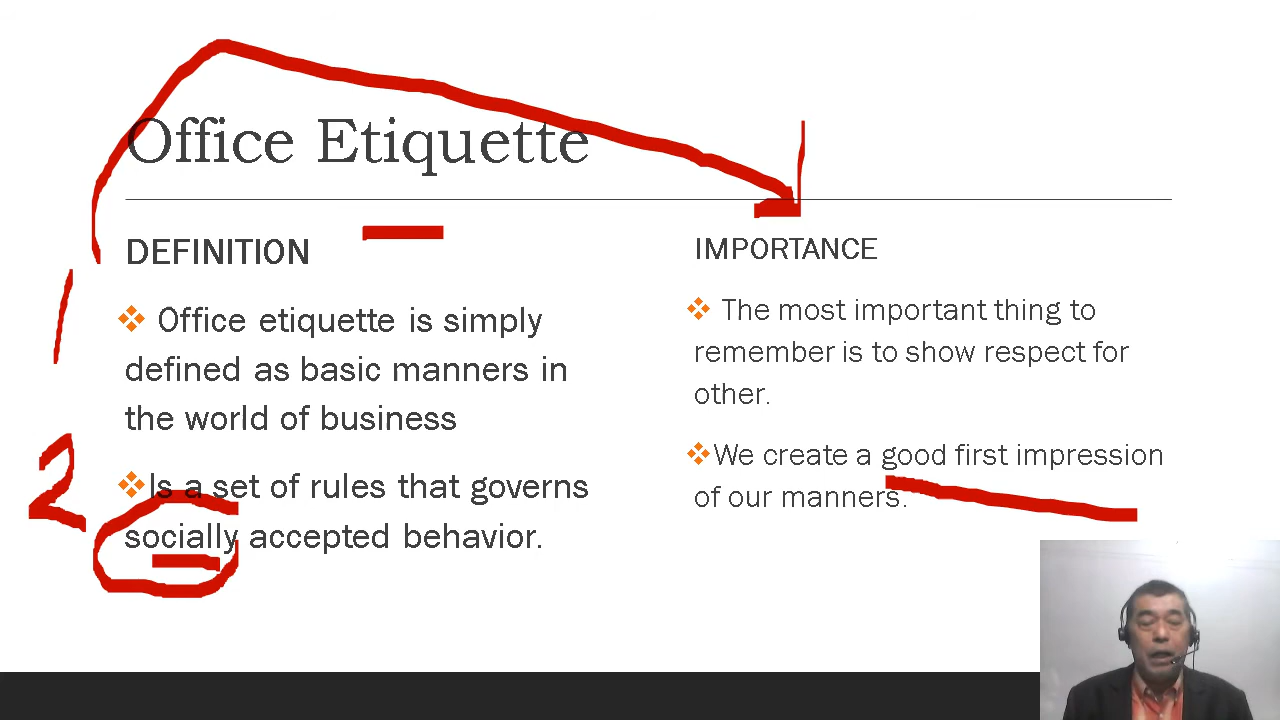 Office Etiquette
DEFINITION
❖ Office etiquette is simply
defined as basic manners in
the world of business
❖Is a set of rules that governs
socially accepted behavior.
IMPORTANCE
❖ The most important thing to
remember is to show respect for
other.
❖We create a good first impression
of our manners.
1
2